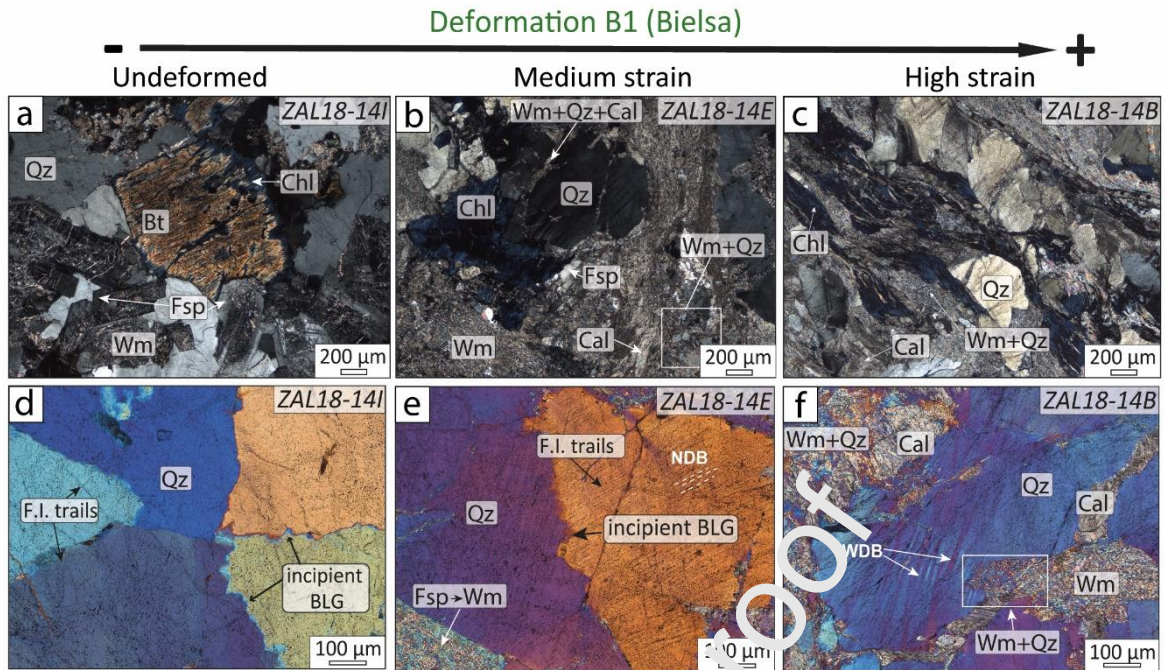 Deformation B1 (Bielsa)
- +
Undeformed Medium strain High strain
a ZAL18-14I
Qz
Chl
Bt
Fsp
Wm
200 µm
b ZAL18-14E
Wm+Qz+Cal
Chl
Qz
Wm+Qz
Fsp
Wm
Cal
200 µm
c ZAL18-14B
Chl
Qz
Wm+Qz
Cal
200 µm
d ZAL18-14I
Qz
F.I. trails
incipient
BLG
100 µm
e ZAL18-14E
F.I. trails
NDB
Qz
incipient BLG
Fsp→Wm
100 µm
f ZAL18-14B
Wm+Qz
Cal
Qz
Cal
WDB
Wm
Wm+Qz
100 µm
roof